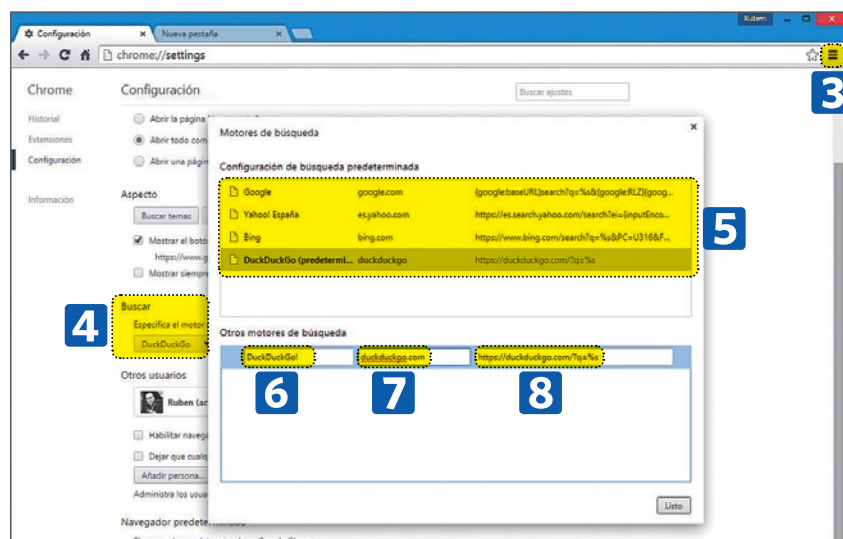 Ruben
Configuración
Nueva pestaña
chrome://settings
3
Chrome
Configuración
Buscar ajustes
Historial
Extensiones
Configuración
Información
Abrir la página
Abrir todo com
Abrir una págin
Aspecto
Buscar temas
Mostrar el boto
https://www.g
Mostrar siempre
4
Buscar
Especifica el motor
DuckDuckGo
Otros usuarios
Ruben (ac
Habilitar navega
Dejar que cualq
Añadir persona...
Administra los usua
Navegador predete
Motores de búsqueda
Configuración de búsqueda predeterminada
Google google.com {google:baseURL}search?q=%s&{google:RLZ}{goog...
Yahoo! España es.yahoo.com https://es.search.yahoo.com/search?ei={inputEnco...
Bing bing.com https://www.bing.com/search?q=%s&PC=U316&F...
DuckDuckGo (predetermi... duckduckgo https://duckduckgo.com/?q=%s
5
Otros motores de búsqueda
DuckDuckGo! duckduckgo.com https://duckduckgo.com/?q=%s
6 7 8
Listo